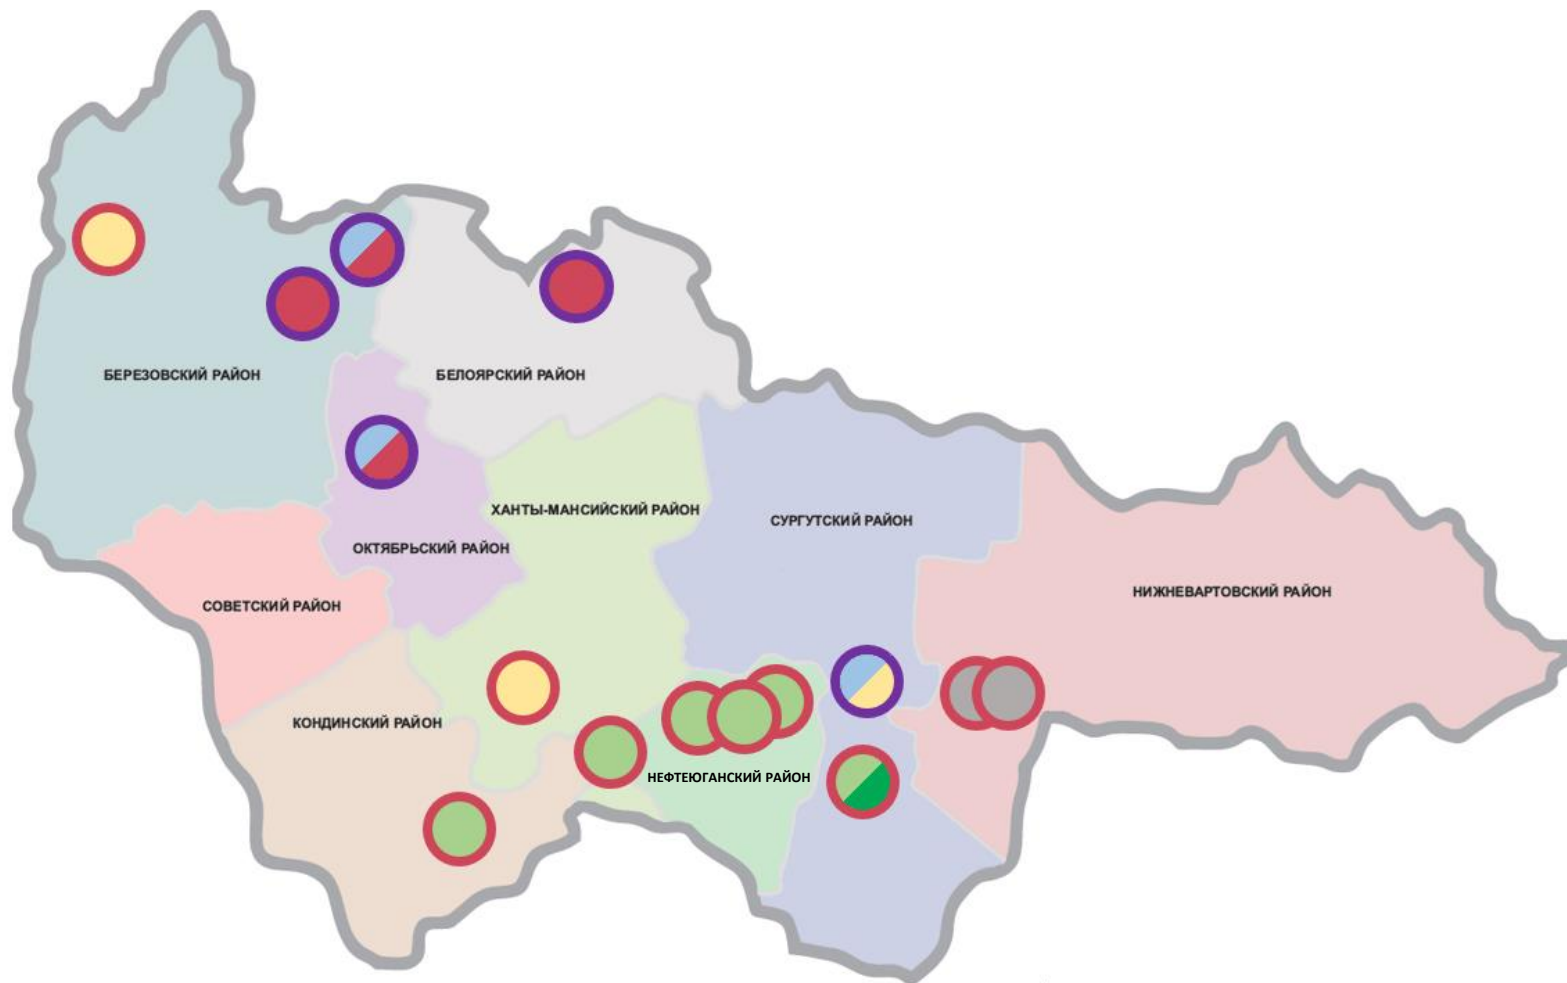 БЕРЕЗОВСКИЙ РАЙОН
БЕЛОЯРСКИЙ РАЙОН
ХАНТЫ-МАНСИЙСКИЙ РАЙОН
СУРГУТСКИЙ РАЙОН
ОКТЯБРЬСКИЙ РАЙОН
НИЖНЕВАРТОВСКИЙ РАЙОН
СОВЕТСКИЙ РАЙОН
КОНДИНСКИЙ РАЙОН
НЕФТЕЮГАНСКИЙ РАЙОН